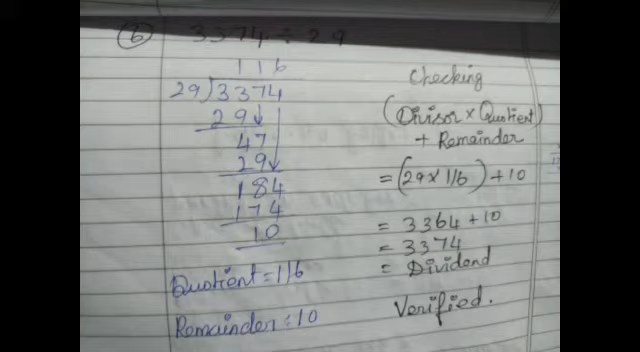 (b) 3374 ÷ 29
116
29)3374
29
47
29
184
174
10
Quotient = 116
Remainder = 10
Checking
(Divisor × Quotient)
+ Remainder
= (29 × 116) + 10
= 3364 + 10
= 3374
= Dividend
Verified.